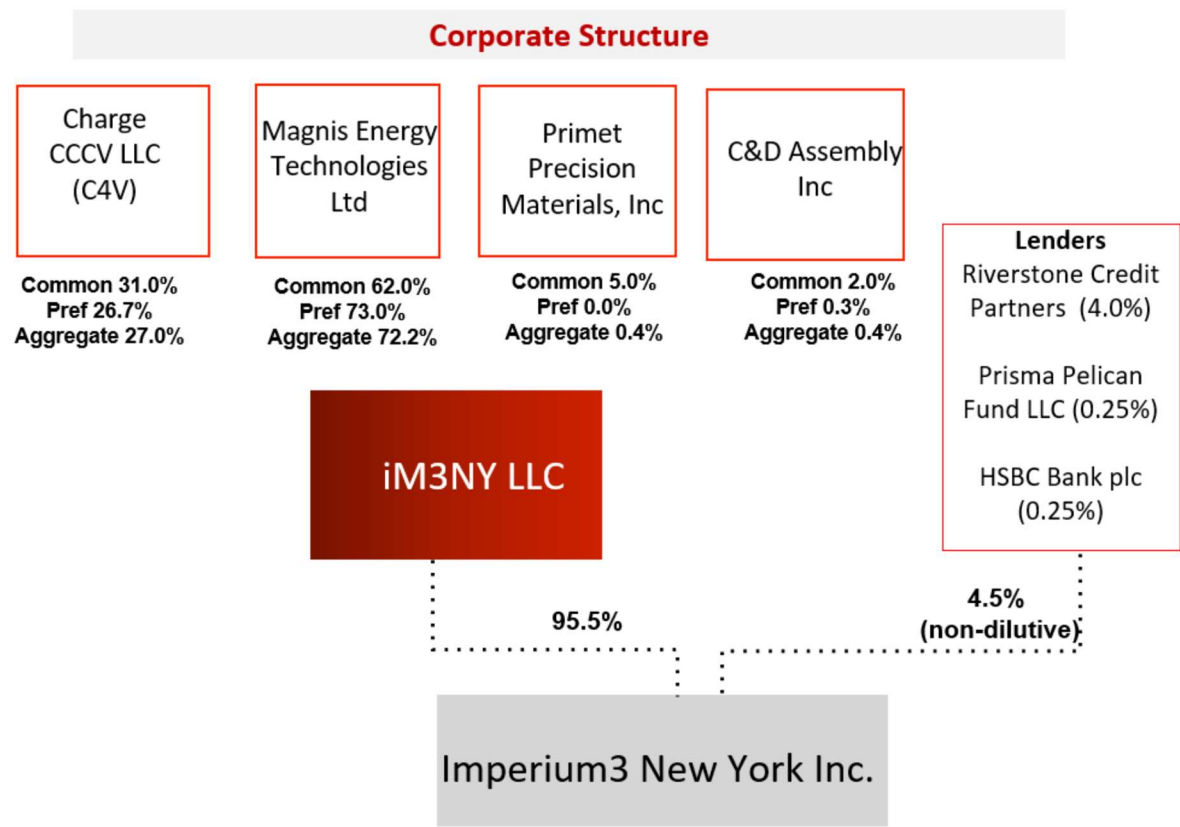 Corporate Structure
Charge
CCCV LLC
(C4V)
Common 31.0%
Pref 26.7%
Aggregate 27.0%
Magnis Energy
Technologies
Ltd
Common 62.0%
Pref 73.0%
Aggregate 72.2%
Primet
Precision
Materials, Inc
Common 5.0%
Pref 0.0%
Aggregate 0.4%
C&D Assembly
Inc
Common 2.0%
Pref 0.3%
Aggregate 0.4%
Lenders
Riverstone Credit
Partners (4.0%)
Prisma Pelican
Fund LLC (0.25%)
HSBC Bank plc
(0.25%)
iM3NY LLC
95.5%
4.5%
(non-dilutive)
Imperium3 New York Inc.